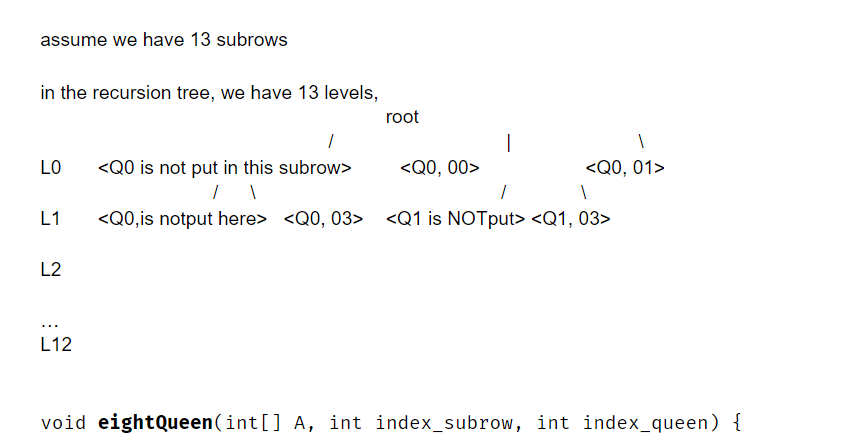 assume we have 13 subrows
in the recursion tree, we have 13 levels,
root
/ | \
L0 <Q0 is not put in this subrow> <Q0, 00> <Q0, 01>
/ \ / \
L1 <Q0,is notput here> <Q0, 03> <Q1 is NOTput> <Q1, 03>
L2
…
L12
void eightQueen(int[] A, int index_subrow, int index_queen) {